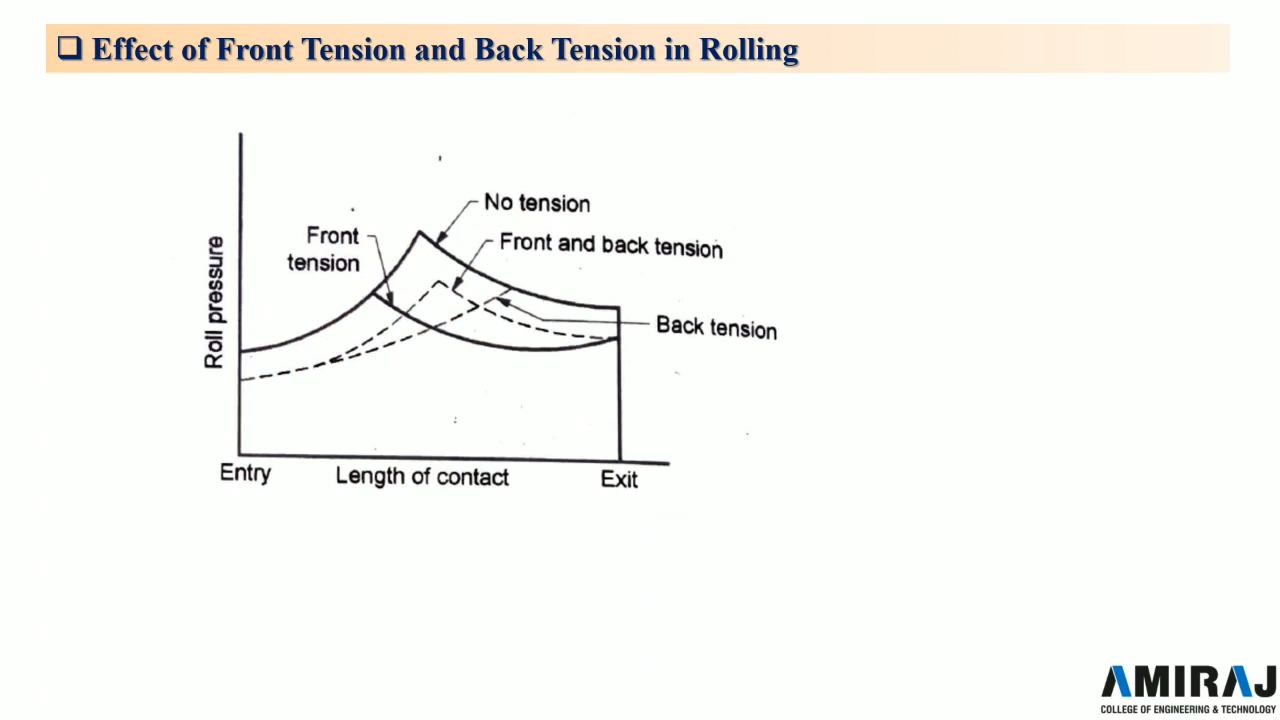 Effect of Front Tension and Back Tension in Rolling
No tension
Front
tension
Front and back tension
Back tension
Roll pressure
Entry
Length of contact
Exit
AMIRAJ
COLLEGE OF ENGINEERING & TECHNOLOGY